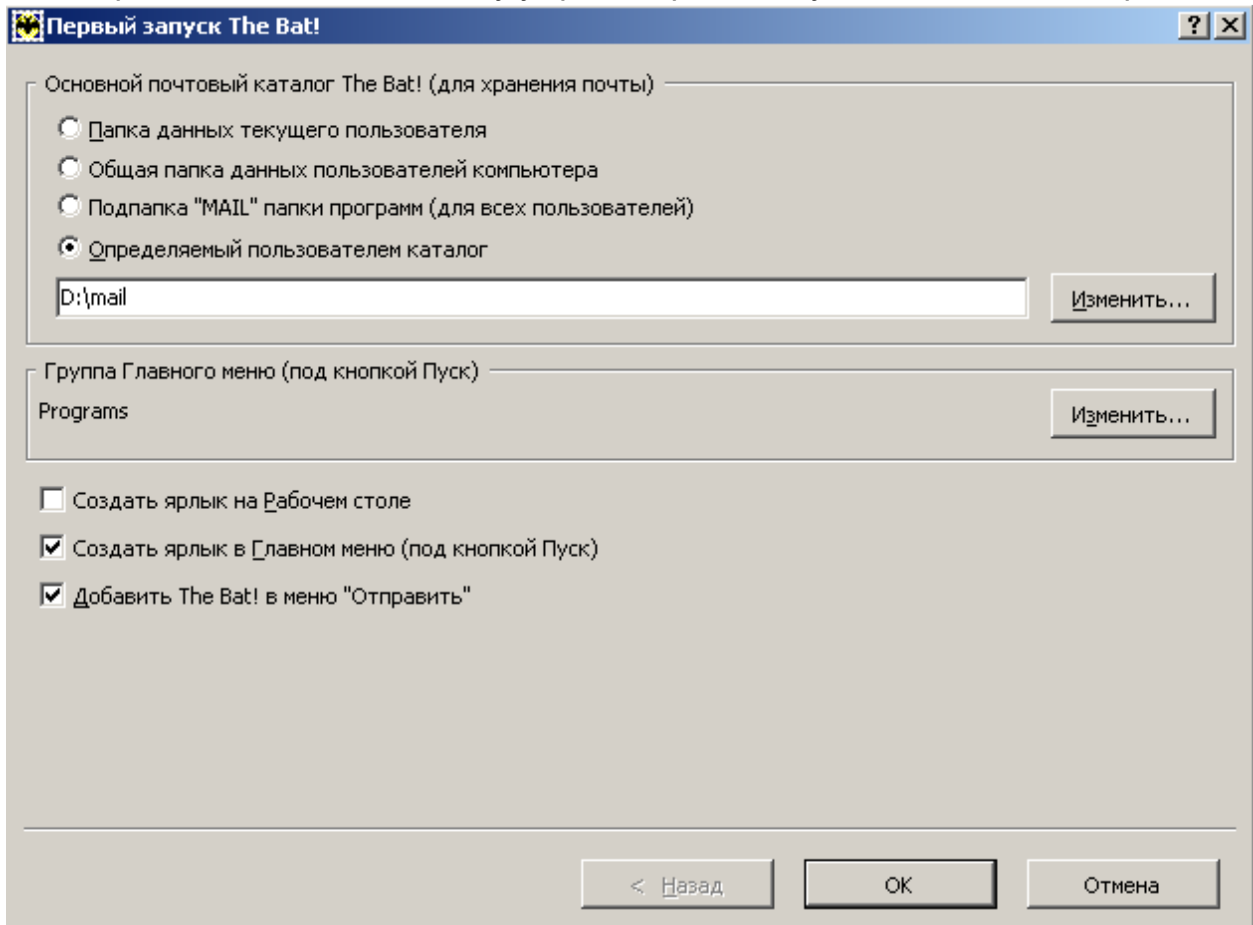 Первый запуск The Bat!
Основной почтовый каталог The Bat! (для хранения почты)
Папка данных текущего пользователя
Общая папка данных пользователей компьютера
Подпапка "MAIL" папки программ (для всех пользователей)
Определяемый пользователем каталог
D:\mail
Изменить...
Группа Главного меню (под кнопкой Пуск)
Programs
Изменить...
Создать ярлык на Рабочем столе
Создать ярлык в Главном меню (под кнопкой Пуск)
Добавить The Bat! в меню "Отправить"
< Назад
OK
Отмена